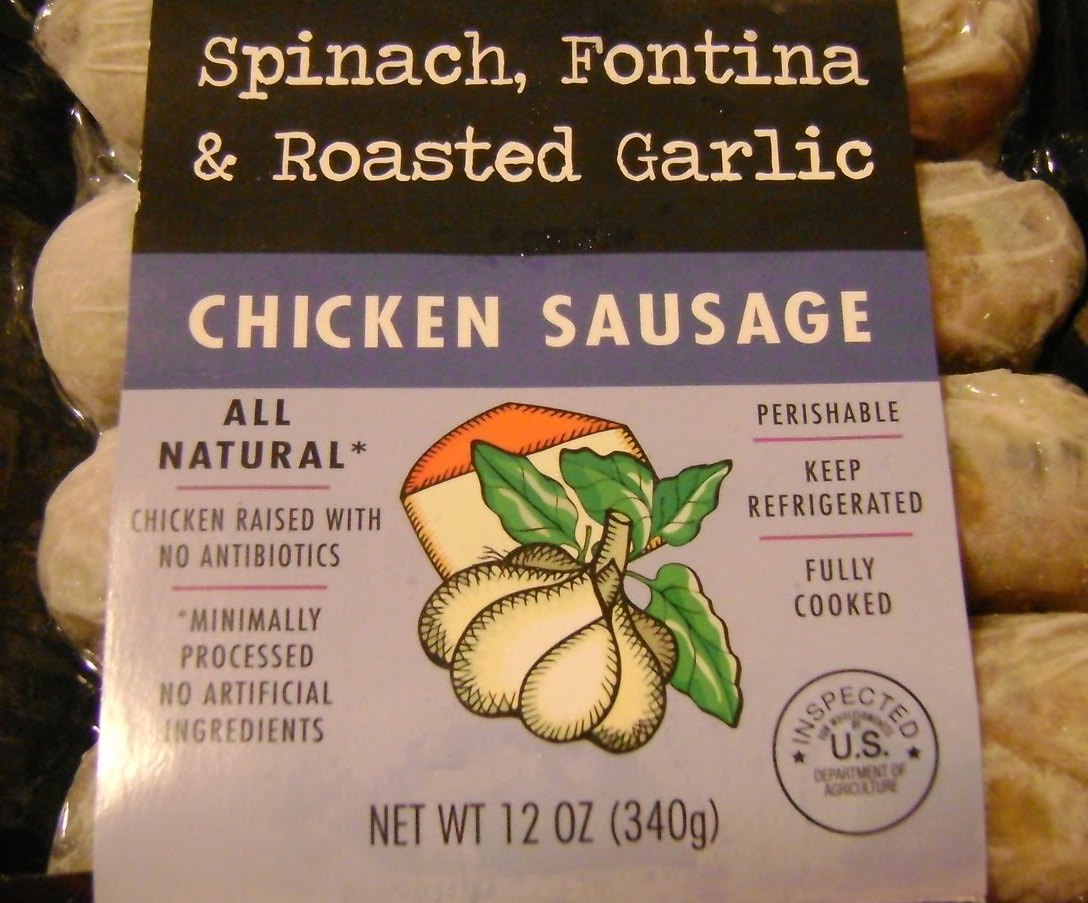 Spinach, Fontina
& Roasted Garlic
CHICKEN SAUSAGE
ALL
NATURAL*
CHICKEN RAISED WITH
NO ANTIBIOTICS
*MINIMALLY
PROCESSED
NO ARTIFICIAL
INGREDIENTS
PERISHABLE
KEEP
REFRIGERATED
FULLY
COOKED
INSPECTED
U.S.
DEPARTMENT OF
AGRICULTURE
NET WT 12 OZ (340g)